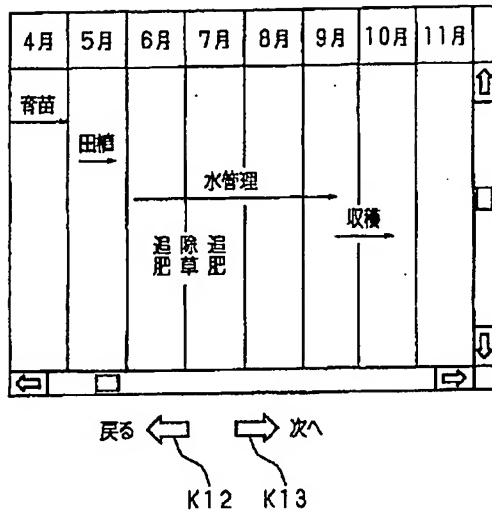 4月 5月 6月 7月 8月 9月 10月 11月
育苗
田植
水管理
収穫
追肥 除草 追肥
戻る 次へ
K12 K13